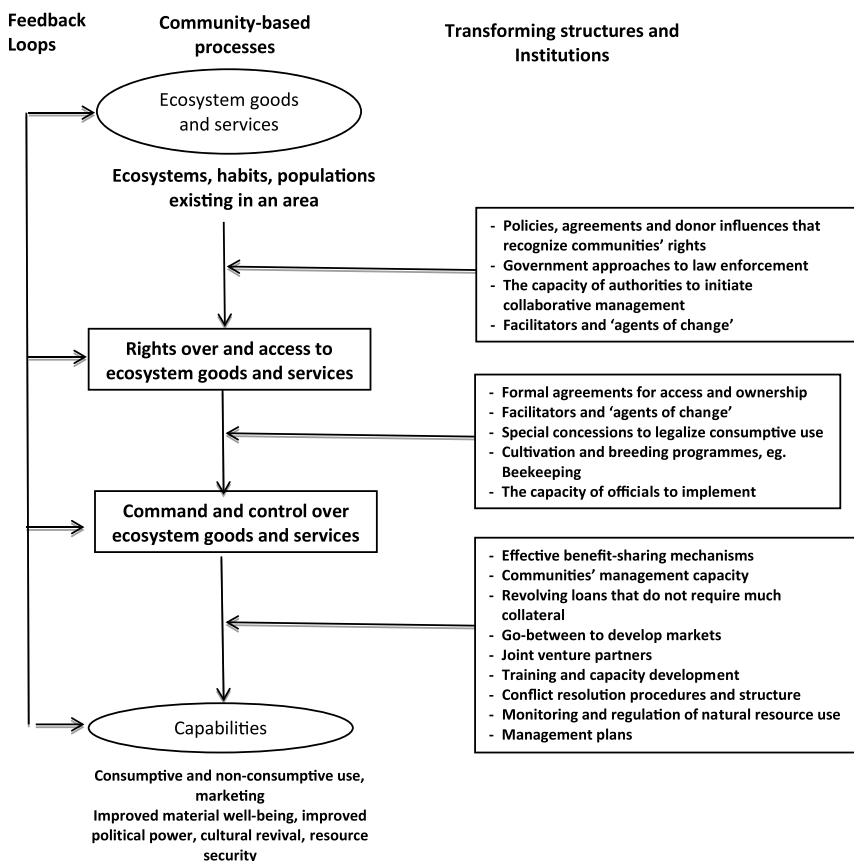 Feedback
Loops
Community-based
processes
Transforming structures and
Institutions
Ecosystem goods
and services
Ecosystems, habits, populations
existing in an area
- Policies, agreements and donor influences that
recognize communities’ rights
- Government approaches to law enforcement
- The capacity of authorities to initiate
collaborative management
- Facilitators and ‘agents of change’
Rights over and access to
ecosystem goods and services
- Formal agreements for access and ownership
- Facilitators and ‘agents of change’
- Special concessions to legalize consumptive use
- Cultivation and breeding programmes, eg.
Beekeeping
- The capacity of officials to implement
Command and control over
ecosystem goods and services
- Effective benefit-sharing mechanisms
- Communities’ management capacity
- Revolving loans that do not require much
collateral
- Go-between to develop markets
- Joint venture partners
- Training and capacity development
- Conflict resolution procedures and structure
- Monitoring and regulation of natural resource use
- Management plans
Capabilities
Consumptive and non-consumptive use,
marketing
Improved material well-being, improved
political power, cultural revival, resource
security